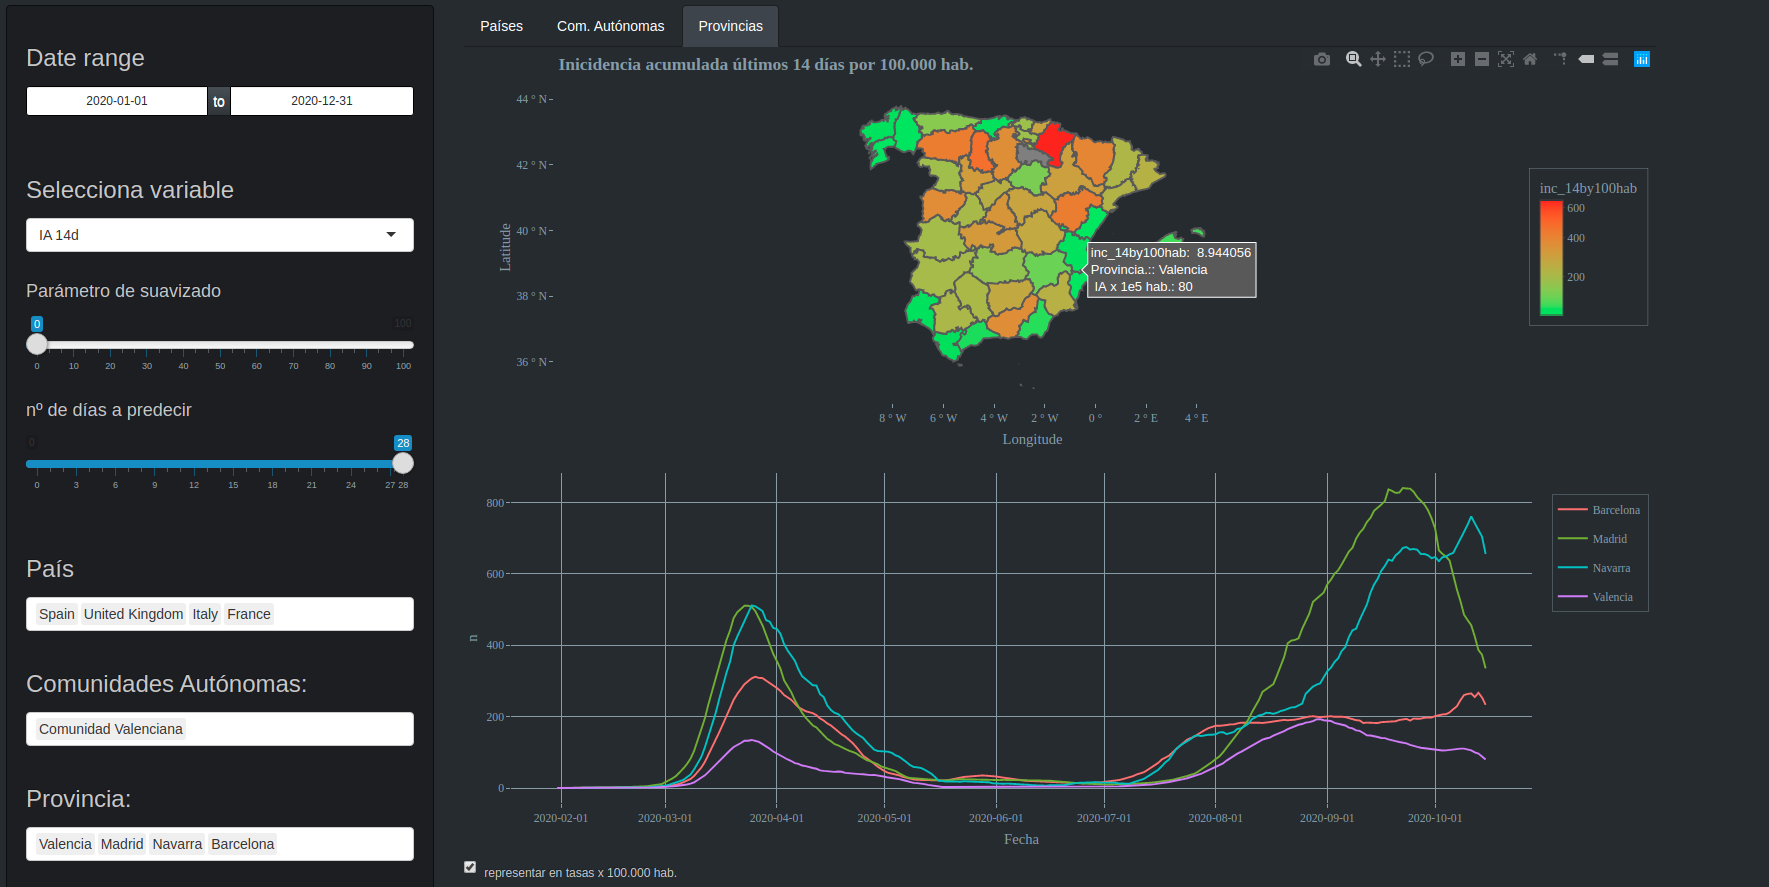 Países
Com. Autónomas
Provincias
Date range
2020-01-01
to
2020-12-31
Selecciona variable
IA 14d
Parámetro de suavizado
0
100
0 10 20 30 40 50 60 70 80 90 100
nº de días a predecir
0
28
0 3 6 9 12 15 18 21 24 27 28
País
Spain United Kingdom Italy France
Comunidades Autónomas:
Comunidad Valenciana
Provincia:
Valencia Madrid Navarra Barcelona
Inicidencia acumulada últimos 14 días por 100.000 hab.
44 ° N
42 ° N
40 ° N
38 ° N
36 ° N
Latitude
8 ° W 6 ° W 4 ° W 2 ° W 0 ° 2 ° E 4 ° E
Longitude
inc_14by100hab: 8.944056
Provincia.:: Valencia
IA x 1e5 hab.: 80
inc_14by100hab
600
400
200
800
600
400
200
0
n
2020-02-01 2020-03-01 2020-04-01 2020-05-01 2020-06-01 2020-07-01 2020-08-01 2020-09-01 2020-10-01
Fecha
Barcelona
Madrid
Navarra
Valencia
representar en tasas x 100.000 hab.